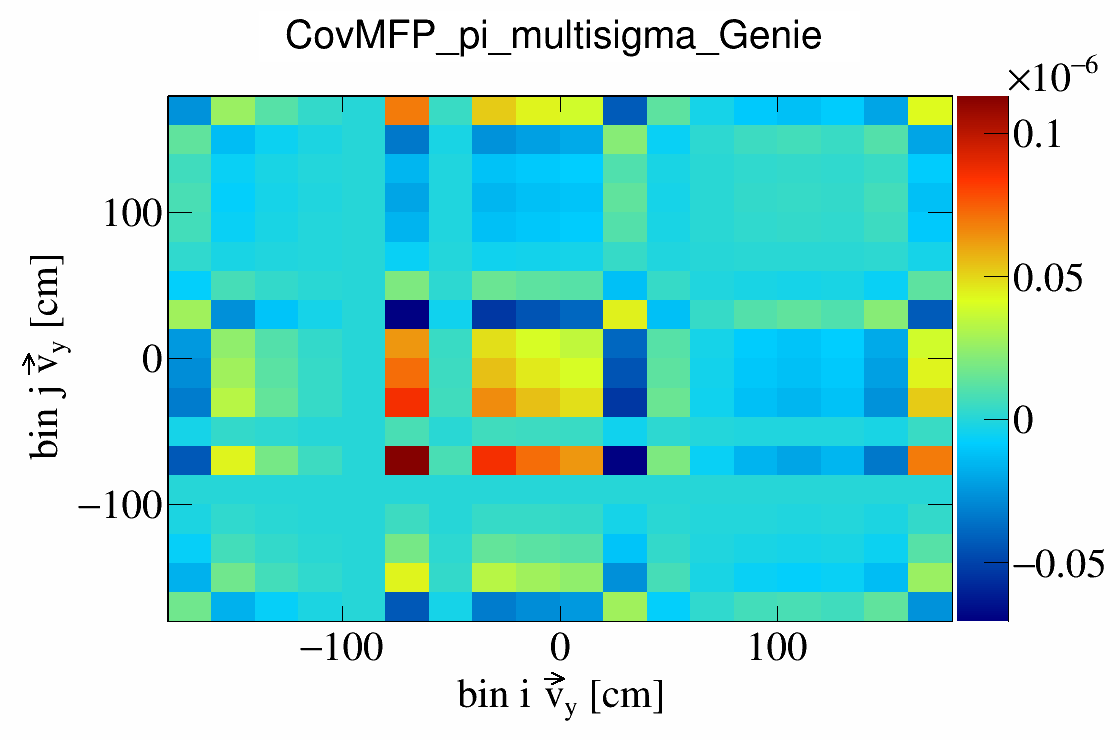 CovMFP_pi_multisigma_Genie
×10⁻⁶
0.1
0.05
0
−0.05
100
0
−100
bin j v⃗y [cm]
−100 0 100
bin i v⃗y [cm]